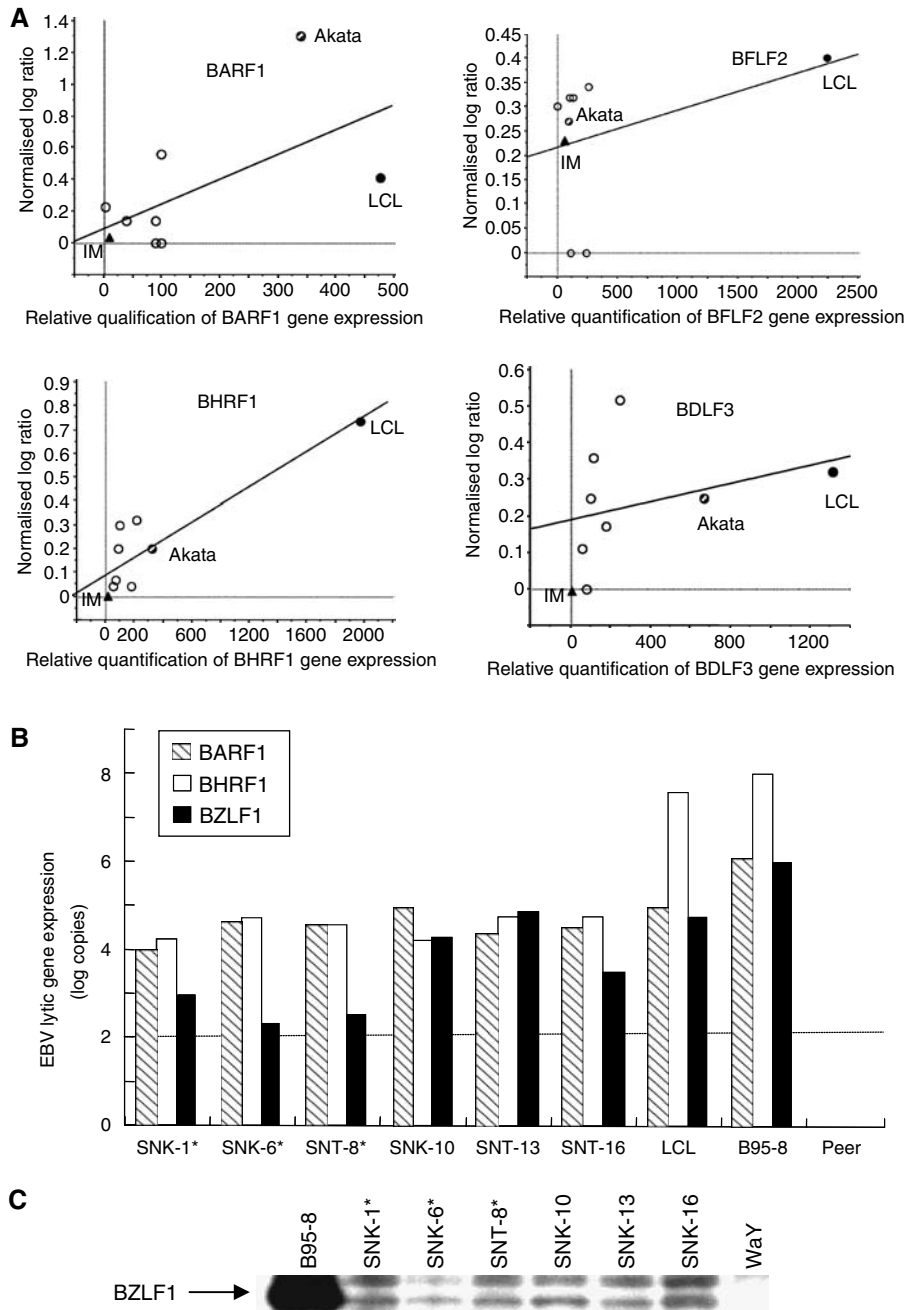 A
Normalised log ratio
1.4
1.2
1
0.8
0.6
0.4
0.2
0
BARF1
Akata
LCL
IM
0 100 200 300 400 500
Relative qualification of BARF1 gene expression
Normalised log ratio
0.45
0.4
0.35
0.3
0.25
0.2
0.15
0.1
0.05
0
BFLF2
LCL
Akata
IM
0 500 1000 1500 2250 2500
Relative quantification of BFLF2 gene expression
Normalised log ratio
0.9
0.8
0.7
0.6
0.5
0.4
0.3
0.2
0.1
0
BHRF1
LCL
Akata
IM
0 200 600 1000 1400 2000
Relative quantification of BHRF1 gene expression
Normalised log ratio
0.6
0.5
0.4
0.3
0.2
0.1
0
BDLF3
Akata
LCL
IM
0 400 800 1200
Relative quantification of BDLF3 gene expression
B
EBV lytic gene expression
(log copies)
8
6
4
2
0
BARF1
BHRF1
BZLF1
SNK-1* SNK-6* SNT-8* SNK-10 SNT-13 SNT-16 LCL B95-8 Peer
C
B95-8 SNK-1* SNK-6* SNT-8* SNK-10 SNK-13 SNK-16 WaY
BZLF1